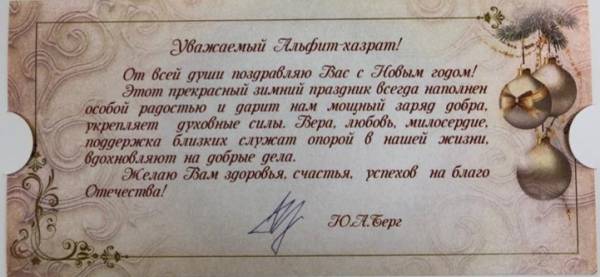 Уважаемый Альфит-хазрат!
От всей души поздравляю Вас с Новым годом!
Этот прекрасный зимний праздник всегда наполнен
особой радостью и дарит нам мощный заряд добра,
укрепляет духовные силы. Вера, любовь, милосердие,
поддержка близких служат опорой в нашей жизни,
вдохновляют на добрые дела.
Желаю Вам здоровья, счастья, успехов на благо
Отечества!
Ю.А.Берг